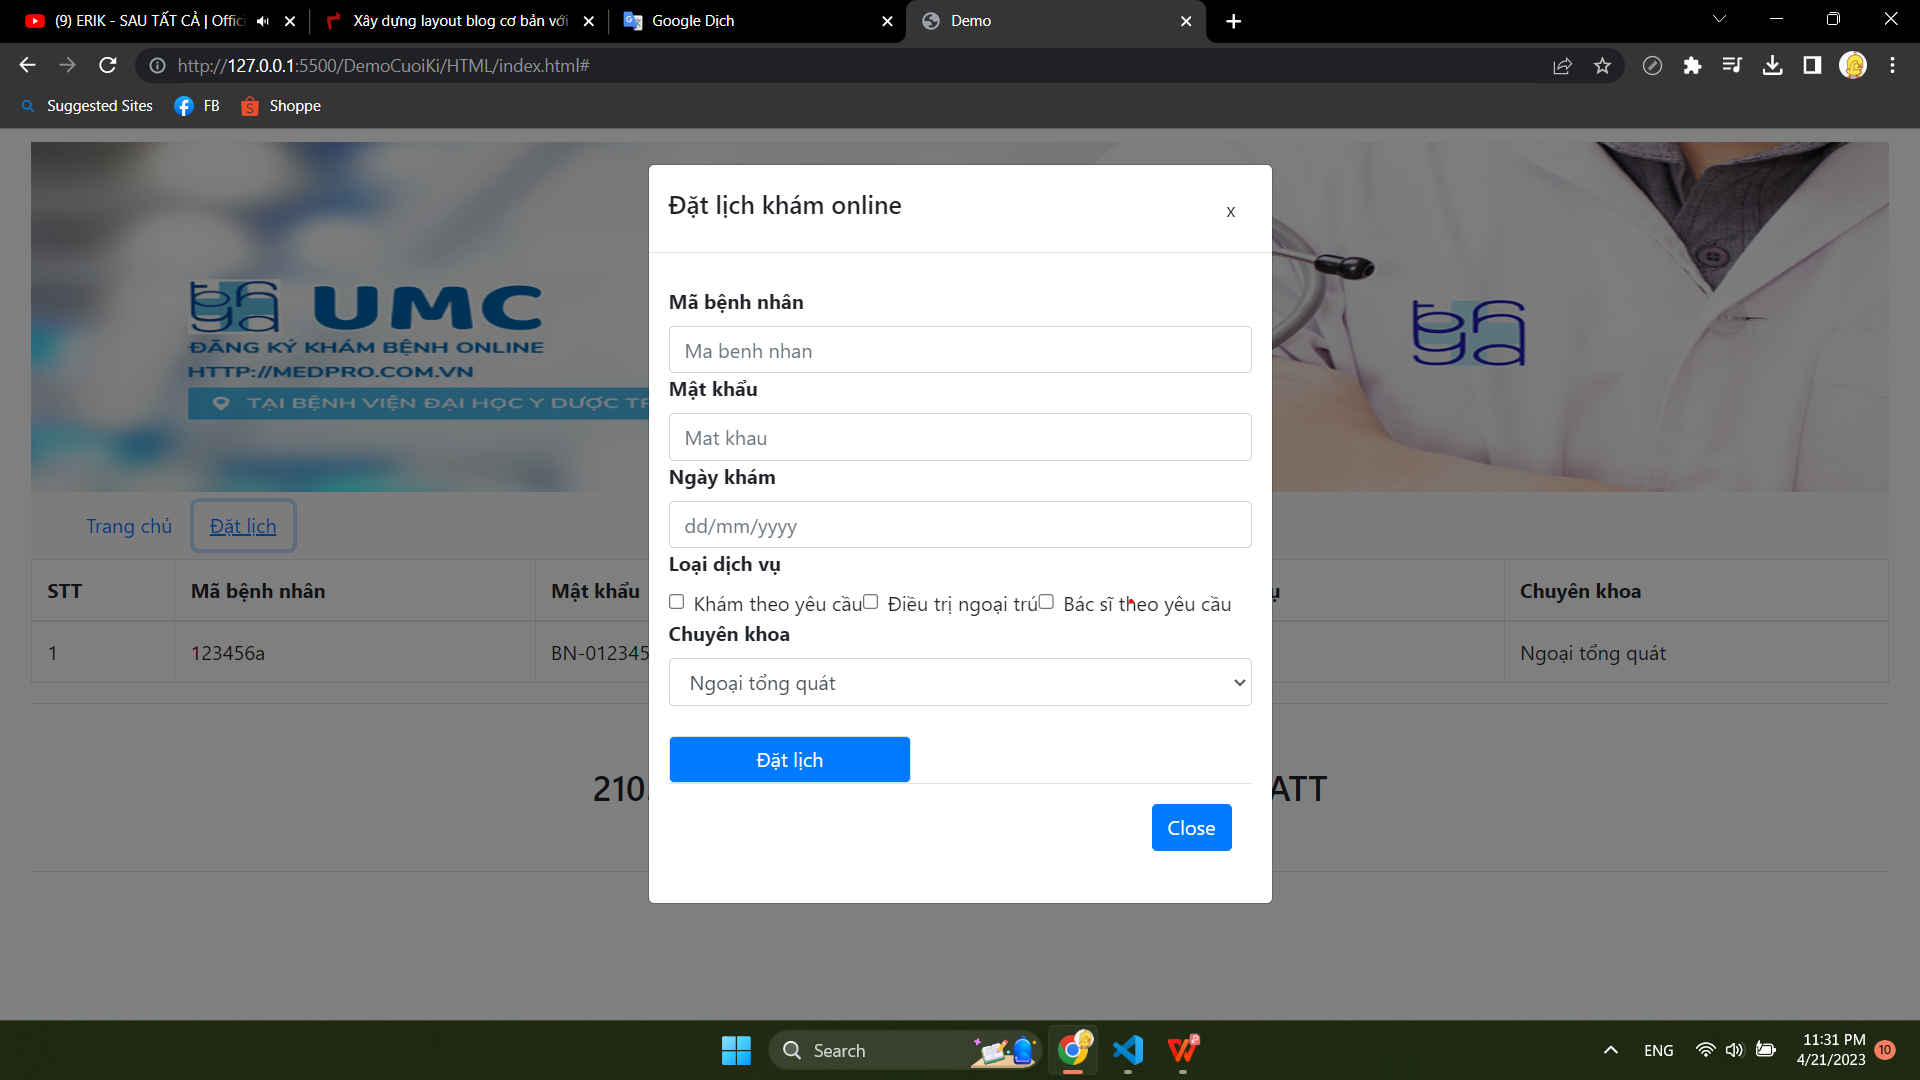 (9) ERIK - SAU TẤT CẢ | Offici
Xây dựng layout blog cơ bản với
Google Dịch
Demo
http://127.0.0.1:5500/DemoCuoiKi/HTML/index.html#
Suggested Sites
FB
Shoppe
UMC
ĐĂNG KÝ KHÁM BỆNH ONLINE
HTTP://MEDPRO.COM.VN
TẠI BỆNH VIỆN ĐẠI HỌC Y DƯỢC
Trang chủ
Đặt lịch
STT
Mã bệnh nhân
Mật khẩu
Chuyên khoa
1
123456a
BN-012345
Ngoại tổng quát
210
ATT
Đặt lịch khám online
x
Mã bệnh nhân
Ma benh nhan
Mật khẩu
Mat khau
Ngày khám
dd/mm/yyyy
Loại dịch vụ
Khám theo yêu cầu
Điều trị ngoại trú
Bác sĩ theo yêu cầu
Chuyên khoa
Ngoại tổng quát
Đặt lịch
Close
Search
ENG
11:31 PM
4/21/2023
10